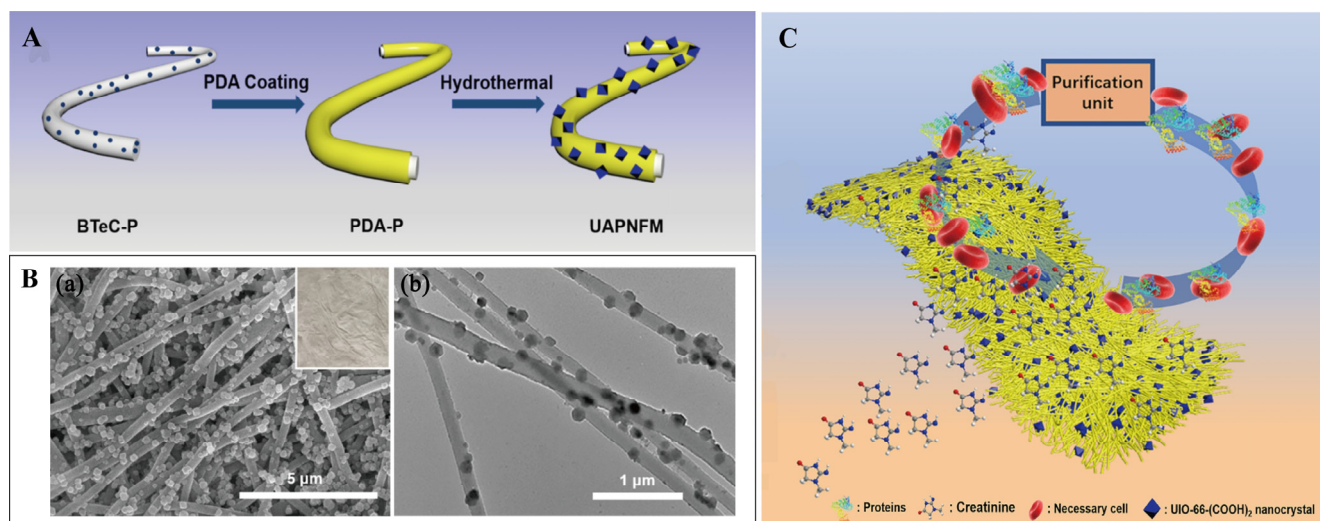 A
PDA Coating
Hydrothermal
BTeC-P
PDA-P
UAPNFM
B
(a)
5 μm
(b)
1 μm
C
Purification
unit
: Proteins
: Creatinine
: Necessary cell
: UIO-66-(COOH)₂ nanocrystal